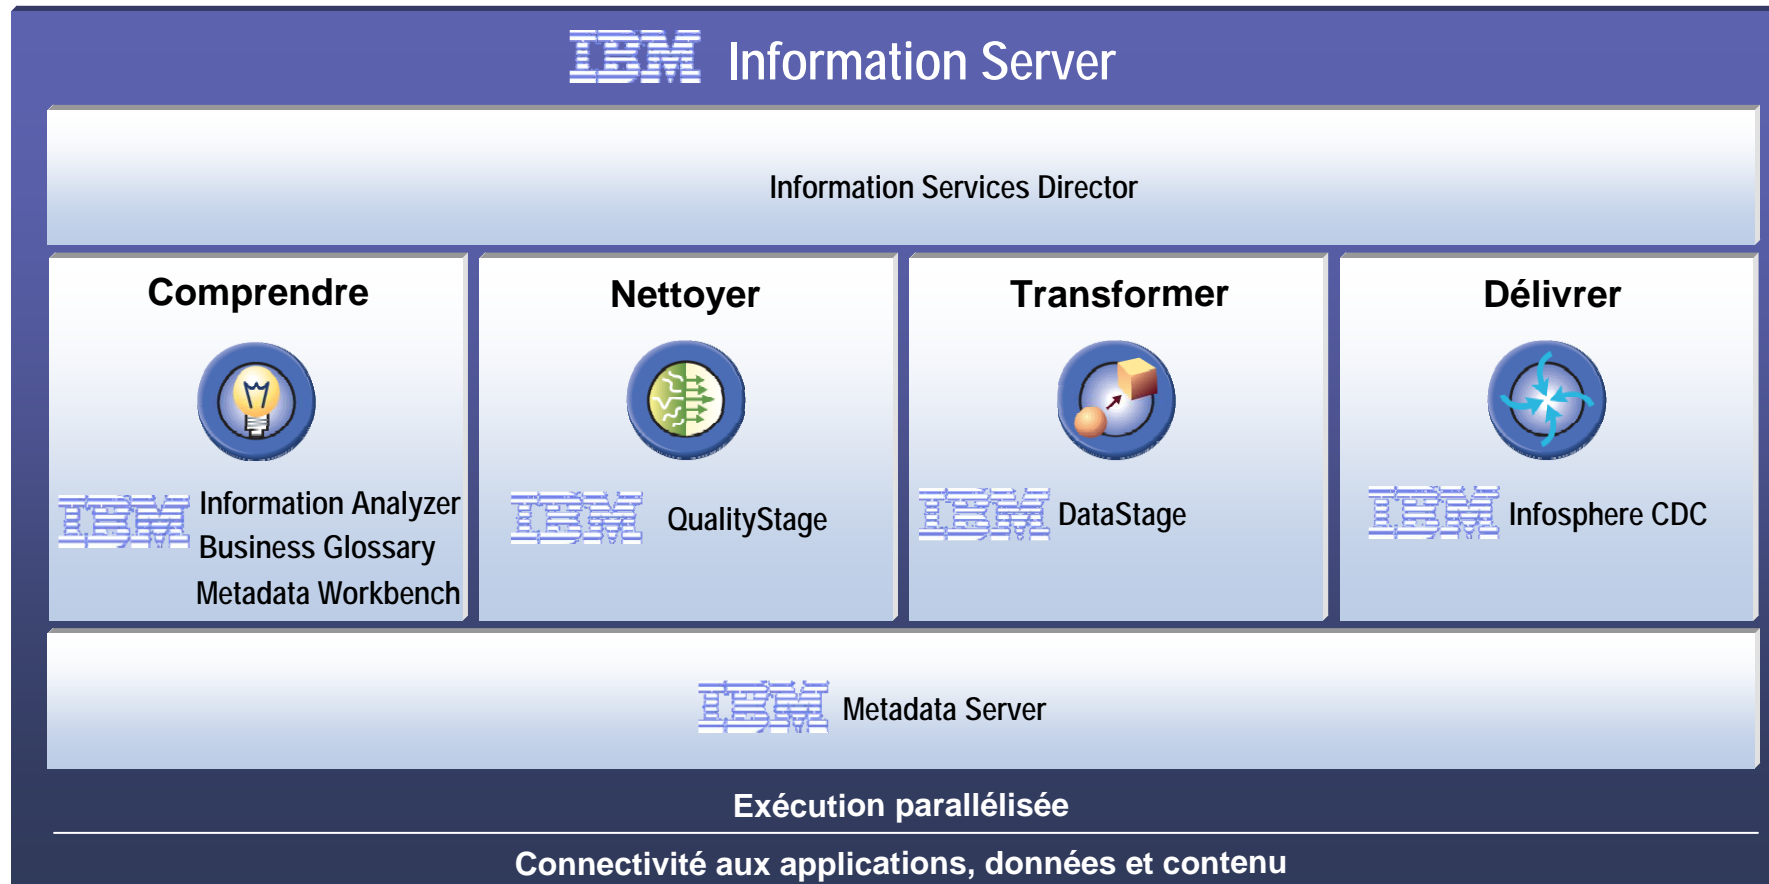 IBM Information Server
Information Services Director
Comprendre
IBM Information Analyzer
Business Glossary
Metadata Workbench
Nettoyer
IBM QualityStage
Transformer
IBM DataStage
Délivrer
IBM Infosphere CDC
IBM Metadata Server
Exécution parallélisée
Connectivité aux applications, données et contenu